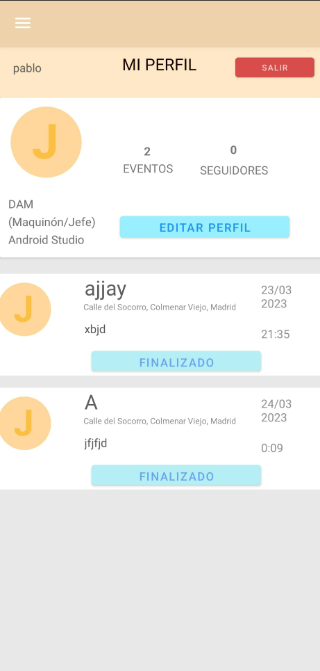 pablo
MI PERFIL
SALIR
J
2
EVENTOS
0
SEGUIDORES
DAM
(Maquinón/Jefe)
Android Studio
EDITAR PERFIL
J
ajjay
Calle del Socorro, Colmenar Viejo, Madrid
xbjd
23/03
2023
21:35
FINALIZADO
J
A
Calle del Socorro, Colmenar Viejo, Madrid
jfjfjd
24/03
2023
0:09
FINALIZADO